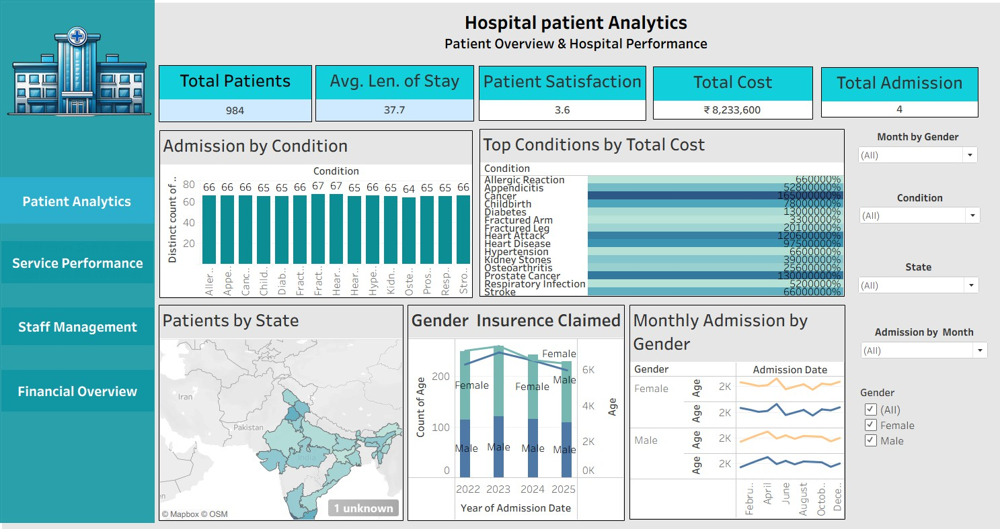 Hospital patient Analytics
Patient Overview & Hospital Performance
Total Patients
984
Avg. Len. of Stay
37.7
Patient Satisfaction
3.6
Total Cost
₹ 8,233,600
Total Admission
4
Patient Analytics
Service Performance
Staff Management
Financial Overview
Admission by Condition
Condition
Distinct count of ..
80
60
40
20
66 66 66 65 65 66 67 67 65 66 65 64 65 65 66
Aller..
Appe..
Canc..
Child..
Diab..
Fract..
Fract..
Hear..
Hear..
Hype..
Kidn..
Oste..
Pros..
Resp..
Stro..
Top Conditions by Total Cost
Condition
Allergic Reaction 660000%
Appendicitis 52800000%
Cancer 165000000%
Childbirth 78000000%
Diabetes 13000000%
Fractured Arm 3300000%
Fractured Leg 20100000%
Heart Attack 120600000%
Heart Disease 97500000%
Hypertension 6600000%
Kidney Stones 39000000%
Osteoarthritis 25600000%
Prostate Cancer 130000000%
Respiratory Infection 5200000%
Stroke 66000000%
Month by Gender
(All)
Condition
(All)
State
(All)
Admission by Month
(All)
Gender
(All)
Female
Male
Patients by State
Iran
Pakistan
India
en
1 unknown
© Mapbox © OSM
Gender Insurence Claimed
Count of Age
200
100
0
Female
Female
Female
Male
Male
Male
Male
Male
6K
4K
2K
0K
Age
2022 2023 2024 2025
Year of Admission Date
Monthly Admission by
Gender
Gender
Admission Date
Female
Age 2K
Age 2K
Male
Age 2K
Age 2K
Febru..
April
June
August
Octob..
Dece..